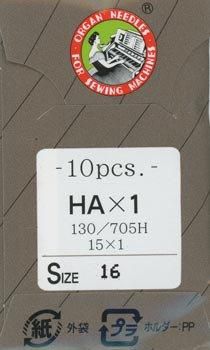 ORGAN NEEDLES
FOR SEWING MACHINES
®
-10pcs.-
HA×1
130/705H
15×1
SIZE 16
紙 外袋 プラ ホルダー:PP